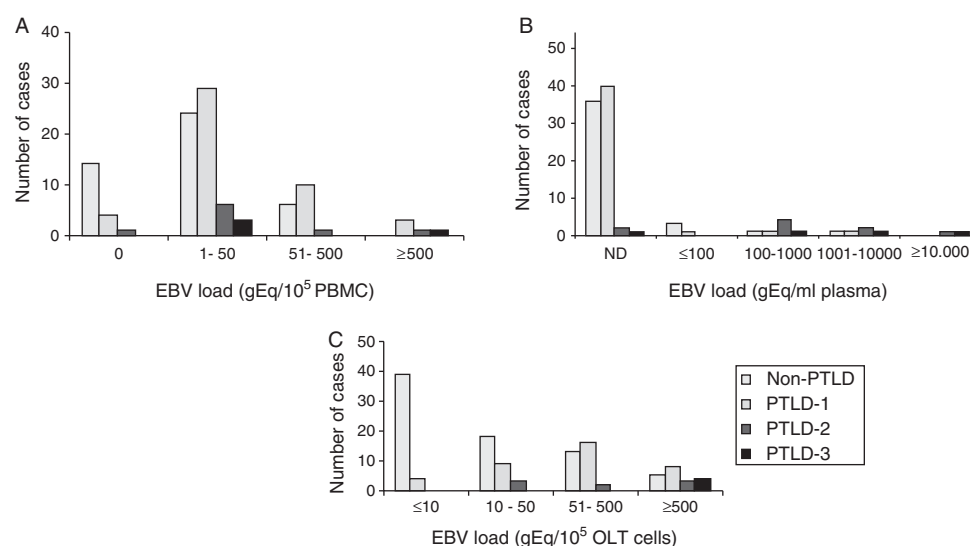 A
Number of cases
40
30
20
10
0
0
1- 50
51- 500
≥500
EBV load (gEq/10⁵ PBMC)
B
Number of cases
50
40
30
20
10
0
ND
≤100
100-1000
1001-10000
≥10.000
EBV load (gEq/ml plasma)
C
Number of cases
50
40
30
20
10
0
≤10
10 - 50
51- 500
≥500
EBV load (gEq/10⁵ OLT cells)
Non-PTLD
PTLD-1
PTLD-2
PTLD-3